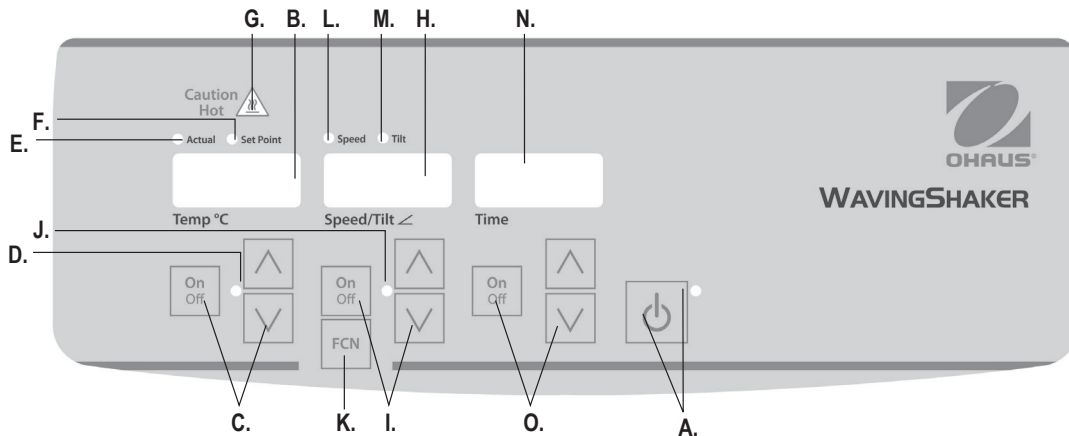 G. B. L. M. H. N.
Caution
Hot
F.
E.
Actual Set Point Speed Tilt
OHAUS®
WAVINGSHAKER
Temp °C Speed/Tilt ∠ Time
J.
D.
On On On
Off Off Off
FCN
C. K. I. O. A.